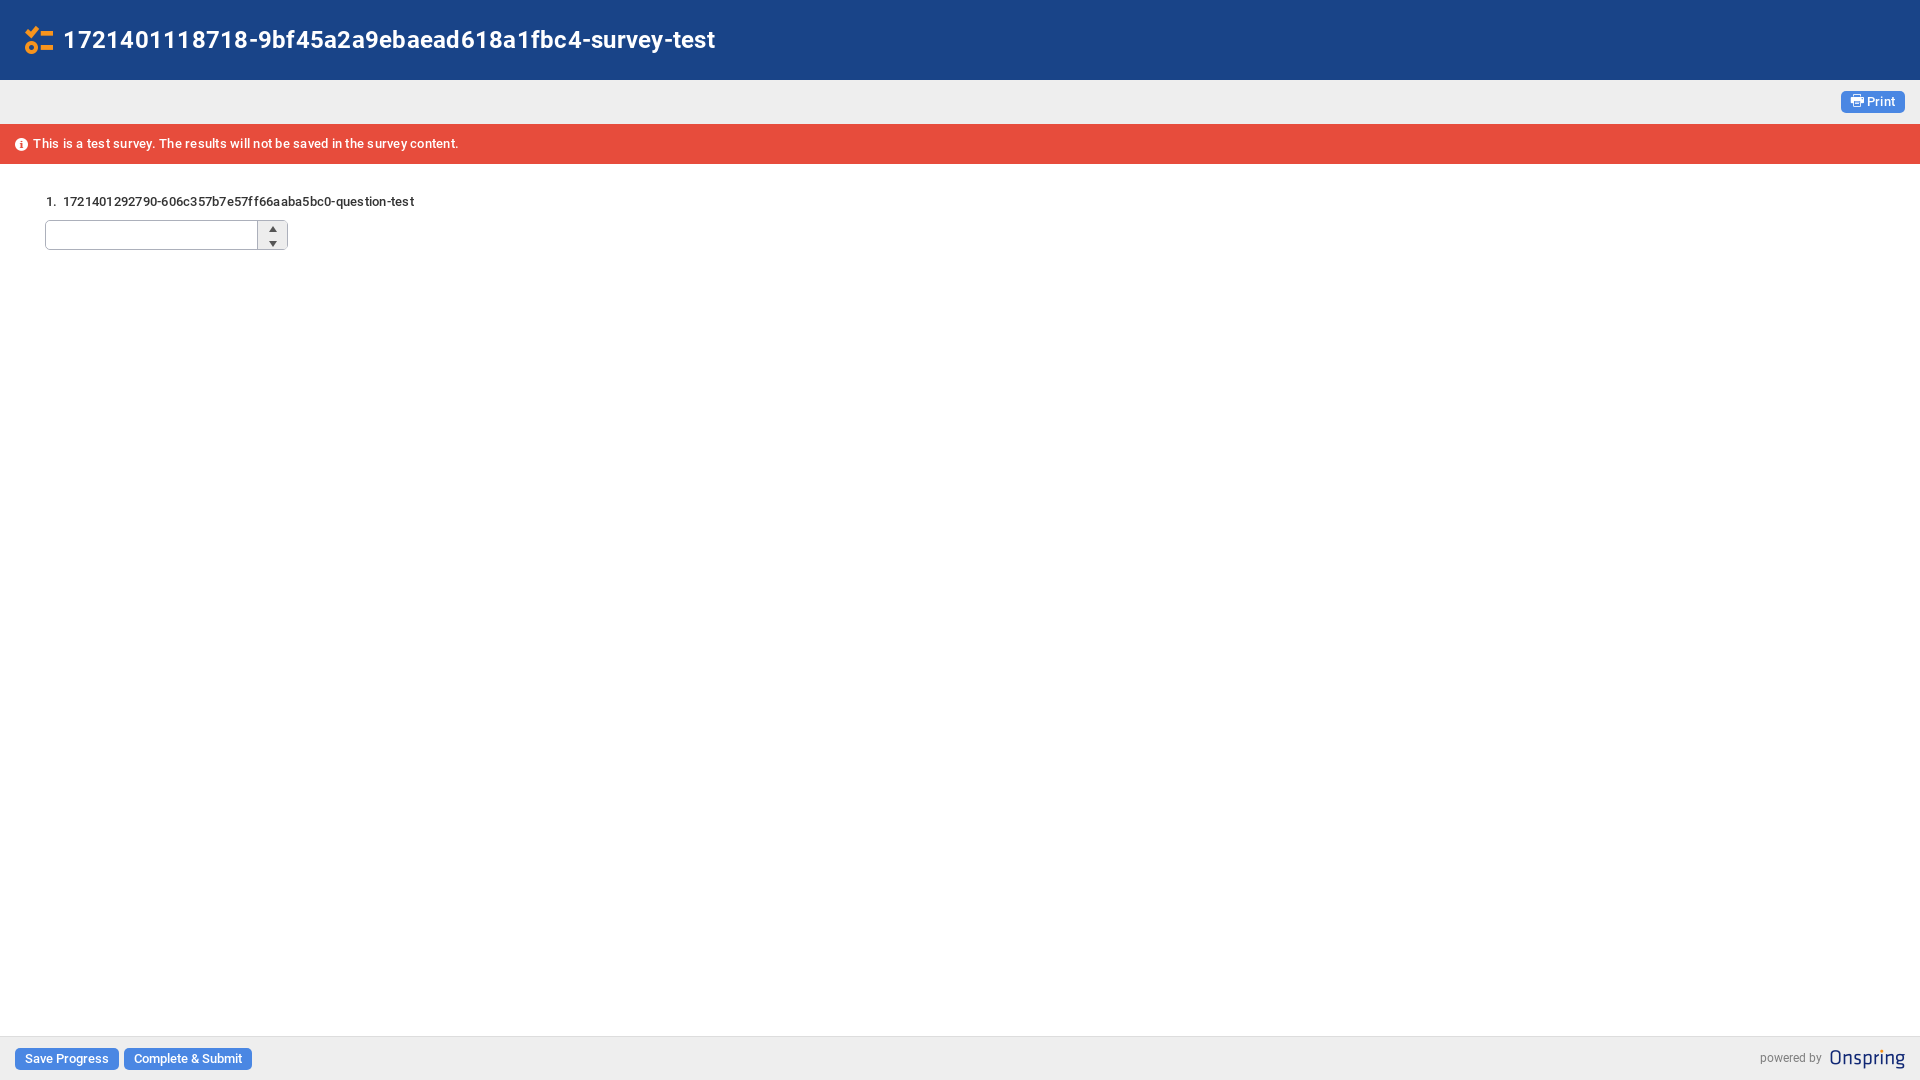 1721401118718-9bf45a2a9ebaead618a1fbc4-survey-test
Print
This is a test survey. The results will not be saved in the survey content.
1. 1721401292790-606c357b7e57ff66aaba5bc0-question-test
Save Progress
Complete & Submit
powered by Onspring